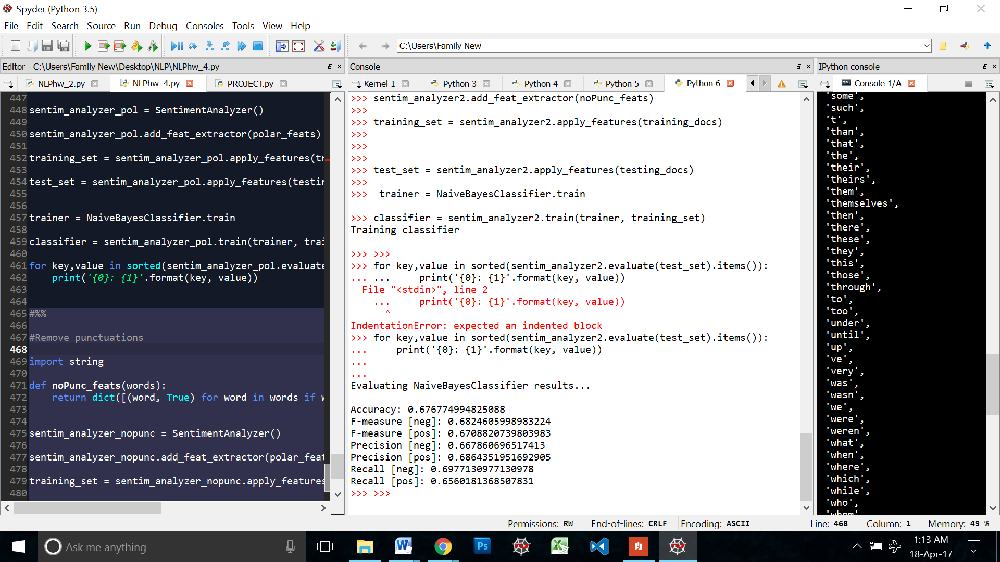 Spyder (Python 3.5)
File Edit Search Source Run Debug Consoles Tools View Help
C:\Users\Family New
Editor - C:\Users\Family New\Desktop\NLP\NLPhw_4.py
NLPhw_2.py NLPhw_4.py PROJECT.py
447
448 sentim_analyzer_pol = SentimentAnalyzer()
449
450 sentim_analyzer_pol.add_feat_extractor(polar_feats)
451
452 training_set = sentim_analyzer_pol.apply_features(tr
453
454 test_set = sentim_analyzer_pol.apply_features(testin
455
456
457 trainer = NaiveBayesClassifier.train
458
459 classifier = sentim_analyzer_pol.train(trainer, trai
460
461 for key,value in sorted(sentim_analyzer_pol.evaluate
462     print('{0}: {1}'.format(key, value))
463
464
465 #%%
466
467 #Remove punctuations
468
469 import string
470
471 def noPunc_feats(words):
472     return dict([(word, True) for word in words if w
473
474
475 sentim_analyzer_nopunc = SentimentAnalyzer()
476
477 sentim_analyzer_nopunc.add_feat_extractor(polar_feat
478
479 training_set = sentim_analyzer_nopunc.apply_features
480
Console
Kernel 1 Python 3 Python 4 Python 5 Python 6
>>> sentim_analyzer2.add_feat_extractor(noPunc_feats)
>>>
>>> training_set = sentim_analyzer2.apply_features(training_docs)
>>>
>>>
>>>
>>> test_set = sentim_analyzer2.apply_features(testing_docs)
>>>
>>>  trainer = NaiveBayesClassifier.train
>>> classifier = sentim_analyzer2.train(trainer, training_set)
Training classifier
>>> >>>
>>> for key,value in sorted(sentim_analyzer2.evaluate(test_set).items()):
... ...     print('{0}: {1}'.format(key, value))
  File "<stdin>", line 2
    ...     print('{0}: {1}'.format(key, value))
      ^
IndentationError: expected an indented block
>>> for key,value in sorted(sentim_analyzer2.evaluate(test_set).items()):
...     print('{0}: {1}'.format(key, value))
...
...
Evaluating NaiveBayesClassifier results...
Accuracy: 0.676774994825088
F-measure [neg]: 0.6824605998983224
F-measure [pos]: 0.6708820739803983
Precision [neg]: 0.667860696517413
Precision [pos]: 0.6864351951692905
Recall [neg]: 0.6977130977130978
Recall [pos]: 0.6560181368507831
>>> >>>
IPython console
IP: Console 1/A
'some',
'such',
't',
'than',
'that',
'the',
'their',
'theirs',
'them',
'themselves',
'then',
'there',
'these',
'they',
'this',
'those',
'through',
'to',
'too',
'under',
'until',
'up',
've',
'very',
'was',
'wasn',
'we',
'were',
'weren',
'what',
'when',
'where',
'which',
'while',
'who',
'whom',
Permissions: RW End-of-lines: CRLF Encoding: ASCII Line: 468 Column: 1 Memory: 49 %
Ask me anything
Ps
1:13 AM
18-Apr-17